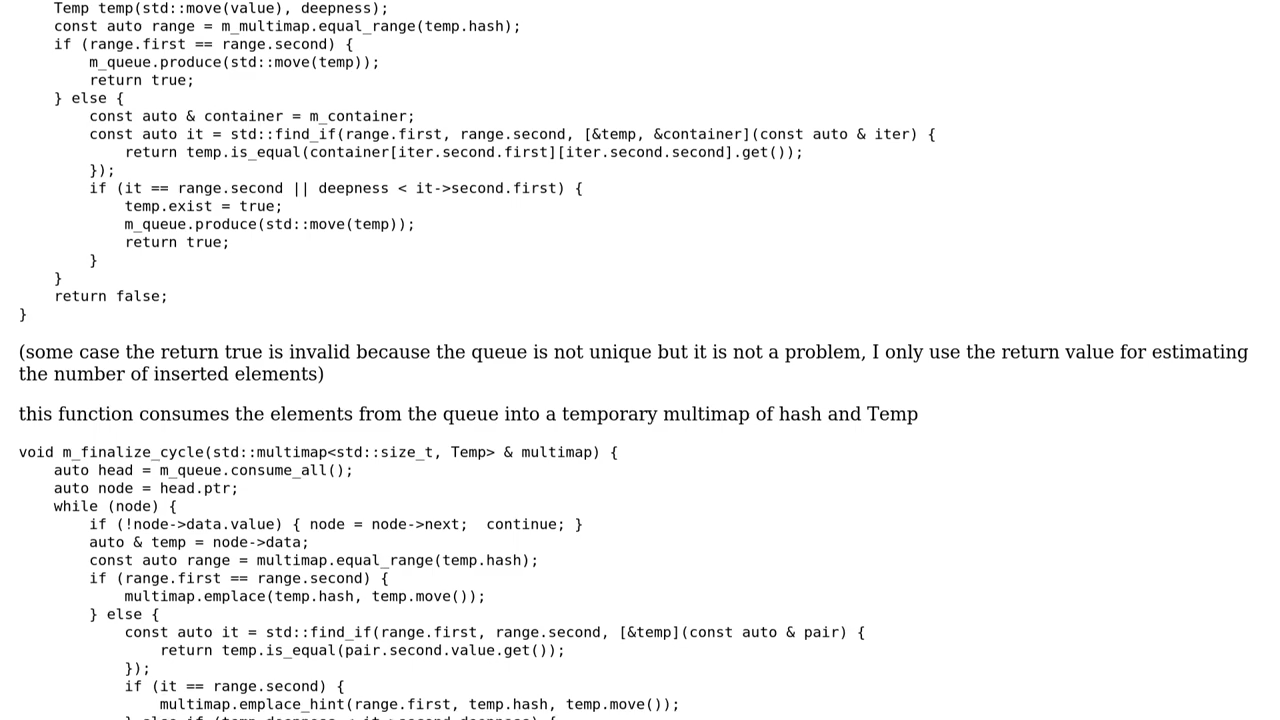 Temp temp(std::move(value), deepness);
    const auto range = m_multimap.equal_range(temp.hash);
    if (range.first == range.second) {
        m_queue.produce(std::move(temp));
        return true;
    } else {
        const auto & container = m_container;
        const auto it = std::find_if(range.first, range.second, [&temp, &container](const auto & iter) {
            return temp.is_equal(container[iter.second.first][iter.second.second].get());
        });
        if (it == range.second || deepness < it->second.first) {
            temp.exist = true;
            m_queue.produce(std::move(temp));
            return true;
        }
    }
    return false;
}
(some case the return true is invalid because the queue is not unique but it is not a problem, I only use the return value for estimating
the number of inserted elements)
this function consumes the elements from the queue into a temporary multimap of hash and Temp
void m_finalize_cycle(std::multimap<std::size_t, Temp> & multimap) {
    auto head = m_queue.consume_all();
    auto node = head.ptr;
    while (node) {
        if (!node->data.value) { node = node->next;  continue; }
        auto & temp = node->data;
        const auto range = multimap.equal_range(temp.hash);
        if (range.first == range.second) {
            multimap.emplace(temp.hash, temp.move());
        } else {
            const auto it = std::find_if(range.first, range.second, [&temp](const auto & pair) {
                return temp.is_equal(pair.second.value.get());
            });
            if (it == range.second) {
                multimap.emplace_hint(range.first, temp.hash, temp.move());
            } else if (temp.deepness < it->second.deepness) {